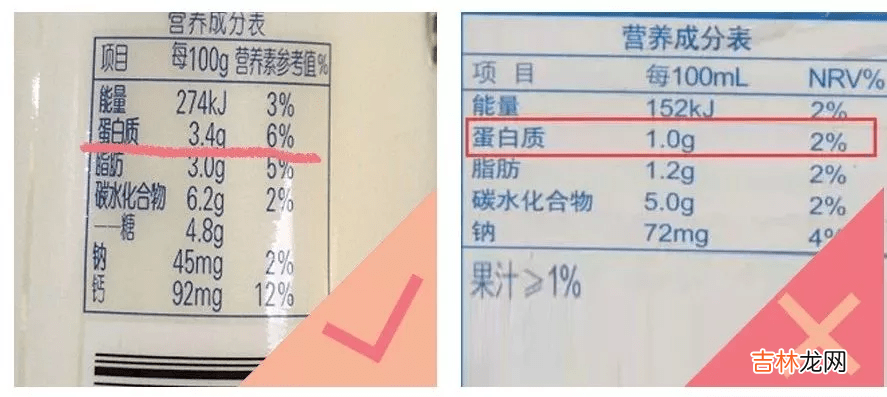 营养成分表
项目 每100g 营养素参考值%
能量 274kJ 3%
蛋白质 3.4g 6%
脂肪 3.0g 5%
碳水化合物 6.2g 2%
——糖 4.8g
钠 45mg 2%
钙 92mg 12%
营养成分表
项 目 每100mL NRV%
能量 152kJ 2%
蛋白质 1.0g 2%
脂肪 1.2g 2%
碳水化合物 5.0g 2%
钠 72mg 4%
果汁≥1%
吉林龙网